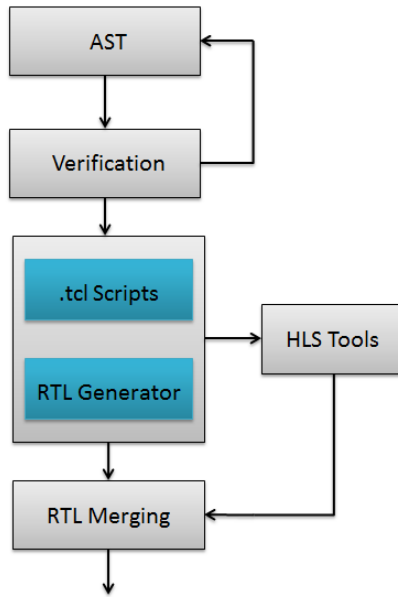 AST
Verification
.tcl Scripts
HLS Tools
RTL Generator
RTL Merging